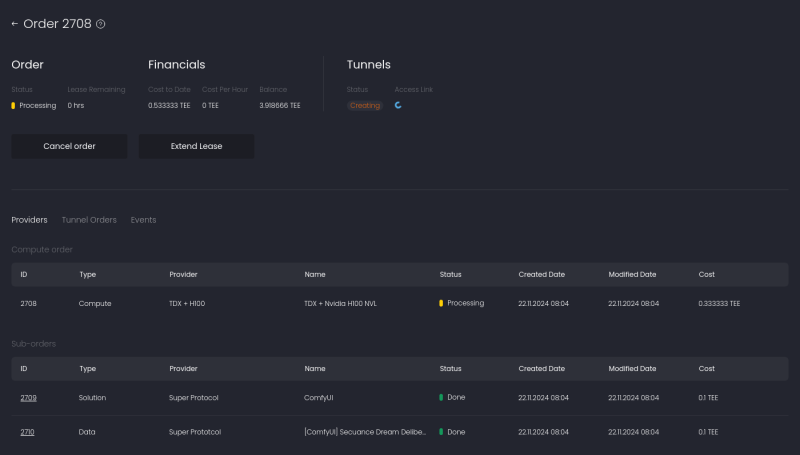 ← Order 2708 ?
Order Financials Tunnels
Status Lease Remaining Cost to Date Cost Per Hour Balance Status Access Link
Processing 0 hrs 0.533333 TEE 0 TEE 3.918666 TEE Creating
Cancel order Extend Lease
Providers Tunnel Orders Events
Compute order
ID Type Provider Name Status Created Date Modified Date Cost
2708 Compute TDX + H100 TDX + Nvidia H100 NVL Processing 22.11.2024 08:04 22.11.2024 08:04 0.333333 TEE
Sub-orders
ID Type Provider Name Status Created Date Modified Date Cost
2709 Solution Super Protocol ComfyUI Done 22.11.2024 08:04 22.11.2024 08:04 0.1 TEE
2710 Data Super Prototcol [ComfyUI] Secuance Dream Delibe... Done 22.11.2024 08:04 22.11.2024 08:04 0.1 TEE